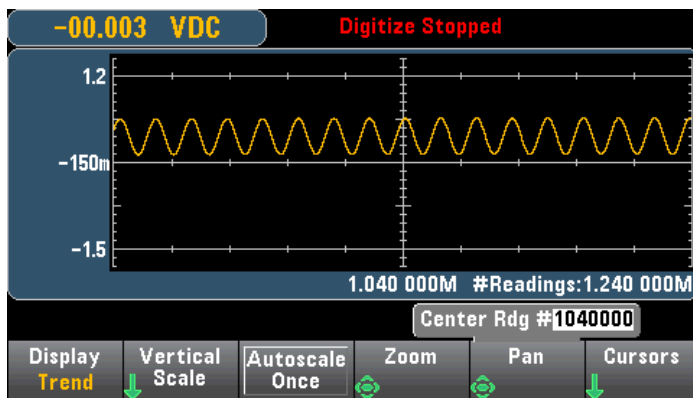 -00.003 VDC
Digitize Stopped
1.2
-150m
-1.5
1.040 000M #Readings:1.240 000M
Center Rdg #1040000
Display Trend
Vertical Scale
Autoscale Once
Zoom
Pan
Cursors